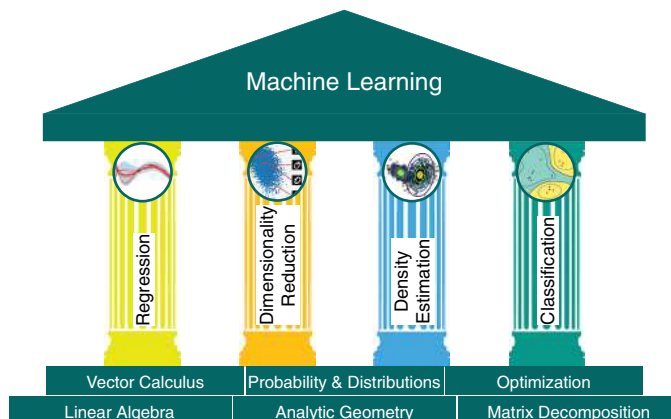 Machine Learning
Regression
Dimensionality
Reduction
Density
Estimation
Classification
Vector Calculus
Probability & Distributions
Optimization
Linear Algebra
Analytic Geometry
Matrix Decomposition